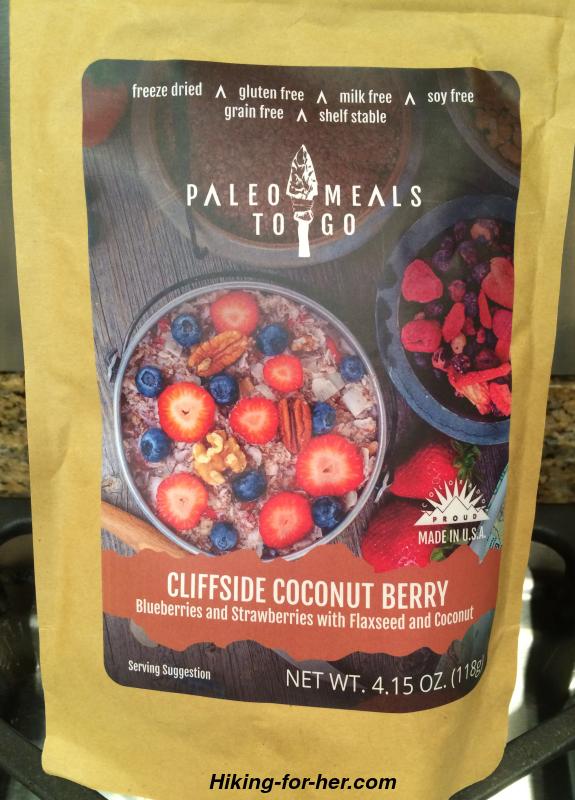 freeze dried ʌ gluten free ʌ milk free ʌ soy free
grain free ʌ shelf stable
PALEO MEALS
TO GO
COLORADO
PROUD
MADE IN U.S.A.
CLIFFSIDE COCONUT BERRY
Blueberries and Strawberries with Flaxseed and Coconut
Serving Suggestion
NET WT. 4.15 OZ. (118g)
Hiking-for-her.com